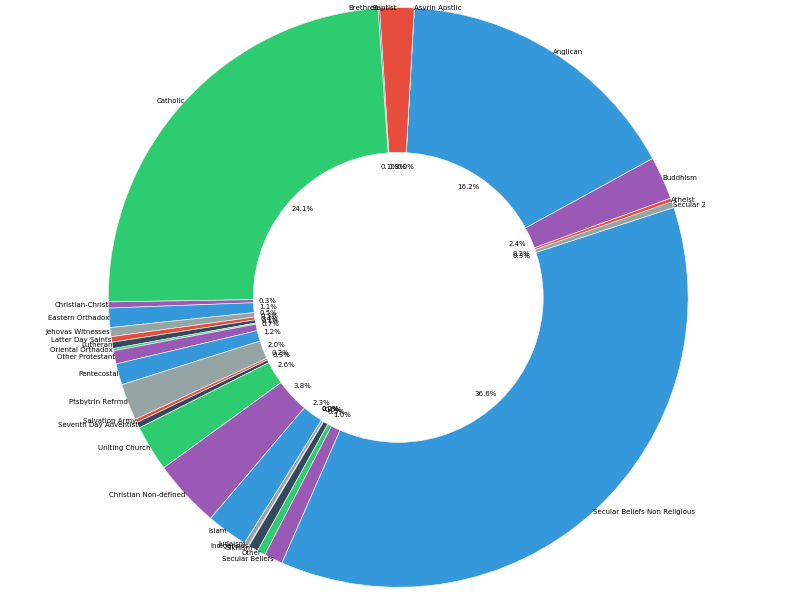 Brethren
Baptist
Asyrin Apstlic
Anglican
Catholic
16.2%
24.1%
Buddhism
Atheist
Secular 2
2.4%
0.3%
Christian-Christ
0.3%
Eastern Orthodox
1.1%
Jehovas Witnesses
0.5%
Latter Day Saints
Lutheran
Oriental Orthodox
Other Protestant
0.7%
Pentecostal
1.2%
Ptsbytrin Refrmd
2.0%
Salvation Army
Seventh Day Adventist
0.3%
Uniting Church
2.6%
Christian Non-defined
3.8%
Islam
2.3%
36.6%
Judaism
Other
Secular Beliefs
1.0%
Secular Beliefs Non Religious